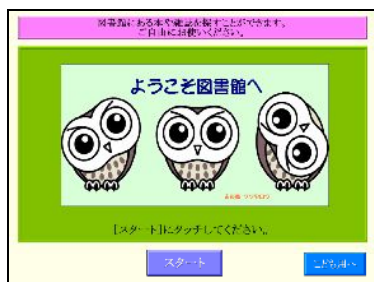 図書館にある本や雑誌を探すことができます。
ご自由にお使いください。
ようこそ図書館へ
[スタート]にタッチしてください。
スタート